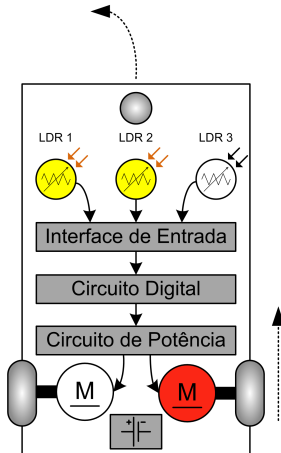 LDR 1
LDR 2
LDR 3
Interface de Entrada
Circuito Digital
Circuito de Potência
M
M
+ -